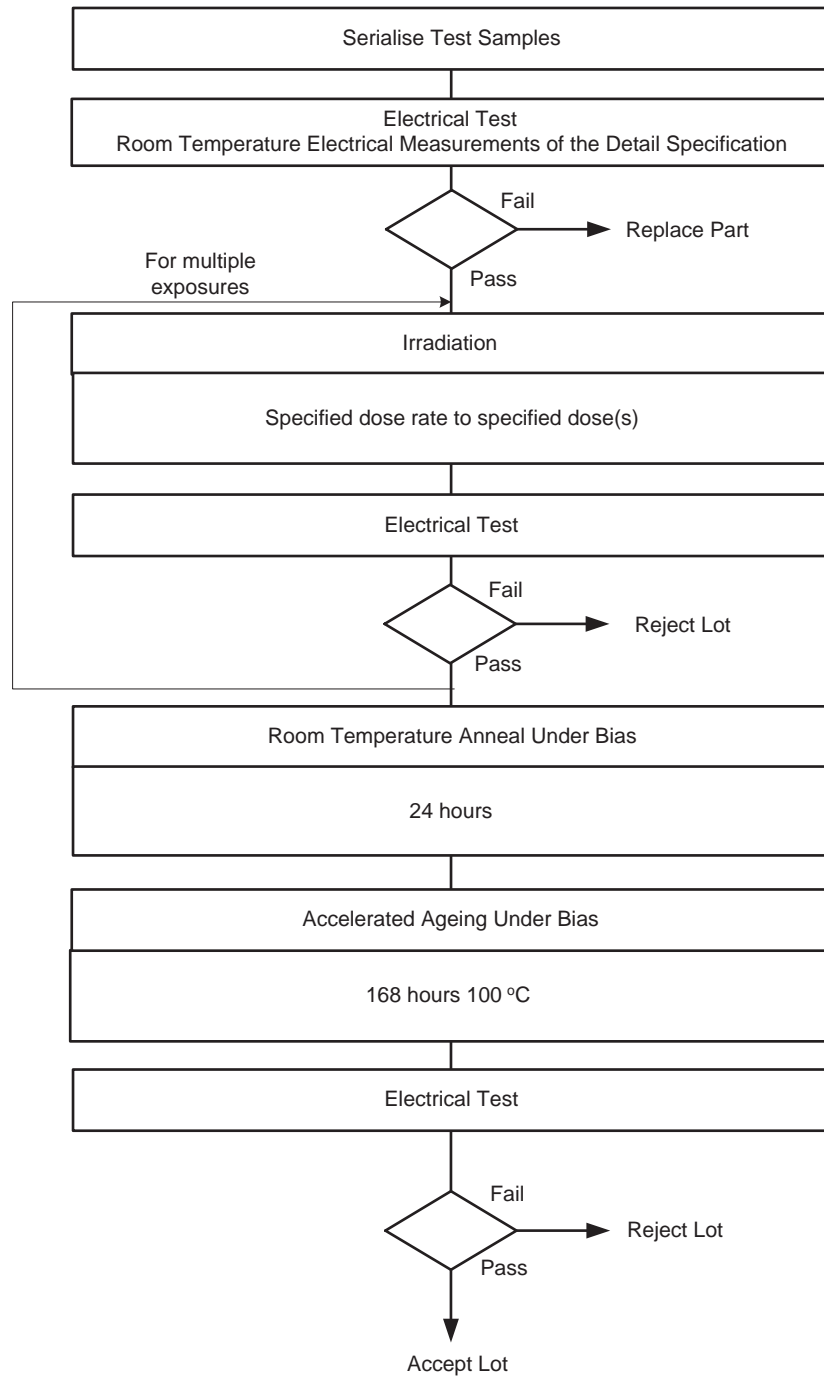 Serialise Test Samples
Electrical Test
Room Temperature Electrical Measurements of the Detail Specification
Fail
Replace Part
Pass
For multiple
exposures
Irradiation
Specified dose rate to specified dose(s)
Electrical Test
Fail
Reject Lot
Pass
Room Temperature Anneal Under Bias
24 hours
Accelerated Ageing Under Bias
168 hours 100 ºC
Electrical Test
Fail
Reject Lot
Pass
Accept Lot